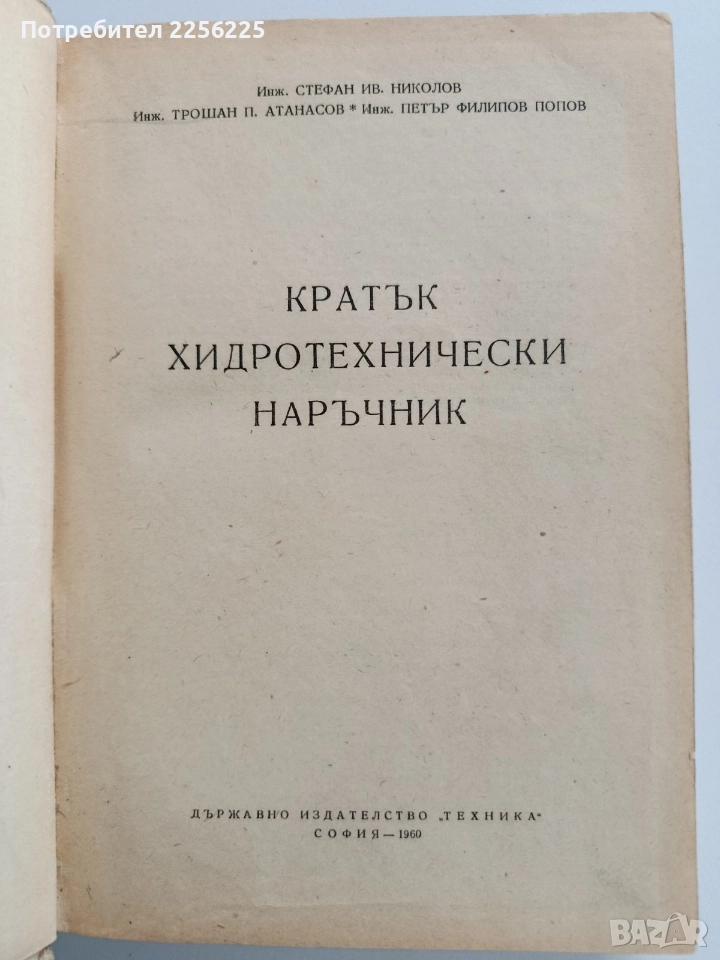 Потребител 2256225
Инж. СТЕФАН ИВ. НИКОЛОВ
Инж. ТРОШАН П. АТАНАСОВ * Инж. ПЕТЪР ФИЛИПОВ ПОПОВ
КРАТЪК
ХИДРОТЕХНИЧЕСКИ
НАРЪЧНИК
ДЪРЖАВНО ИЗДАТЕЛСТВО „ТЕХНИКА“
СОФИЯ — 1960
BAZAR